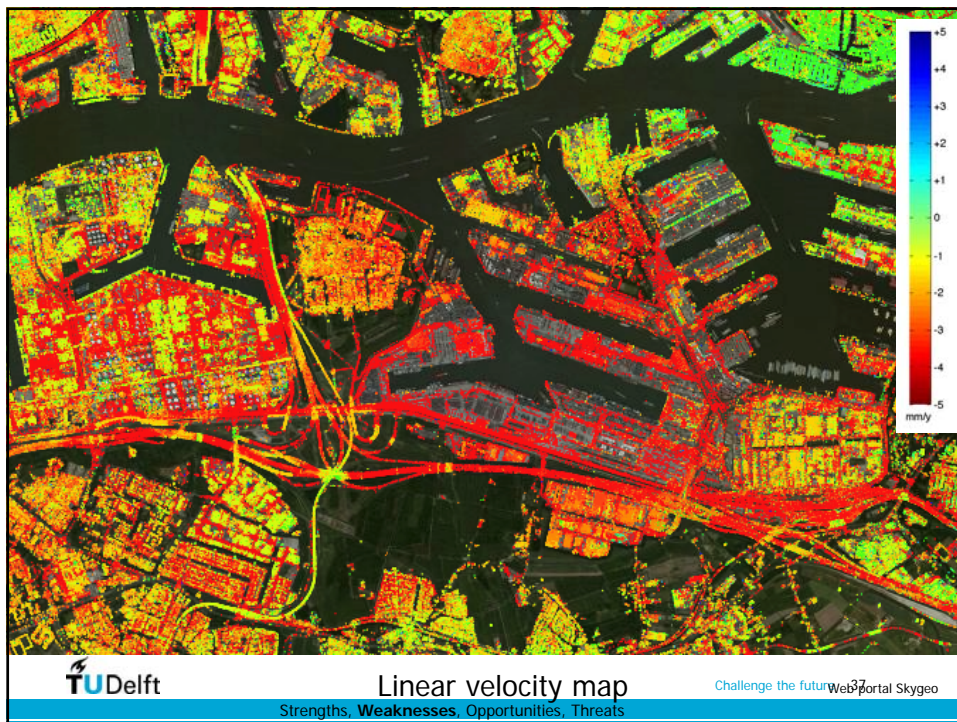 +5
+4
+3
+2
+1
0
-1
-2
-3
-4
-5
mm/y
TUDelft
Linear velocity map
Challenge the future
37
Web-portal Skygeo
Strengths, Weaknesses, Opportunities, Threats